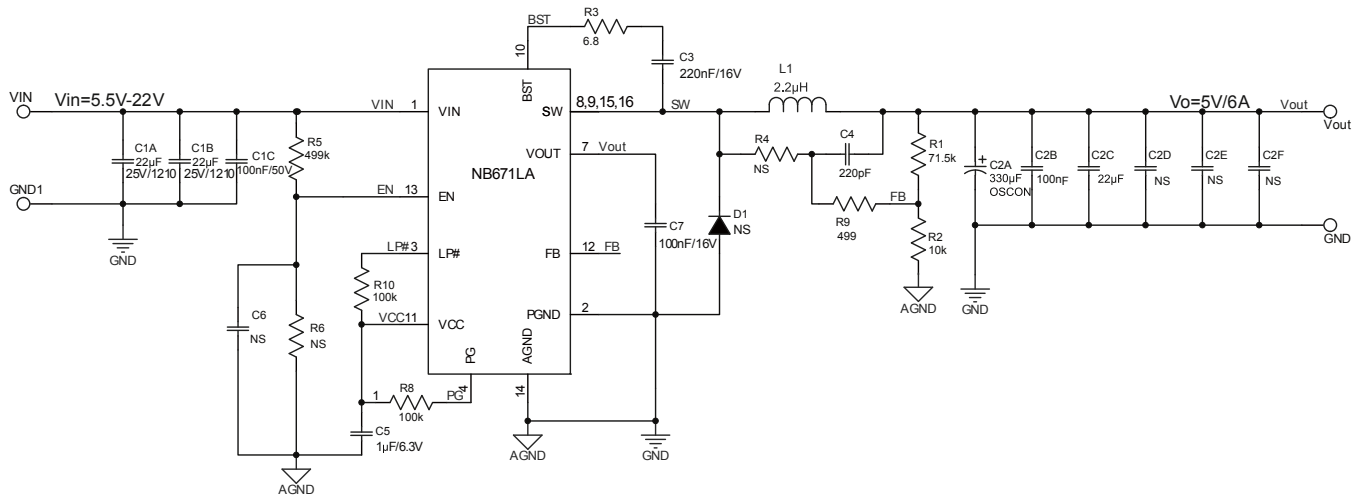 BST
R3
6.8
10
C3
220nF/16V
L1
2.2µH
VIN
Vin=5.5V-22V
VIN
1
VIN
BST
SW
8,9,15,16
SW
Vo=5V/6A
Vout
Vout
C1A
22µF
25V/1210
C1B
22µF
25V/1210
C1C
100nF/50V
R5
499k
VOUT
7
Vout
R4
NS
C4
220pF
R1
71.5k
C2A
330µF
OSCON
C2B
100nF
C2C
22µF
C2D
NS
C2E
NS
C2F
NS
NB671LA
GND1
EN
13
EN
FB
R9
499
D1
NS
C7
100nF/16V
R2
10k
GND
GND
LP#
3
LP#
FB
12
FB
R10
100k
AGND
GND
C6
NS
R6
NS
VCC
11
VCC
PGND
2
PG
AGND
1
R8
100k
PG
4
14
C5
1µF/6.3V
AGND
GND
AGND